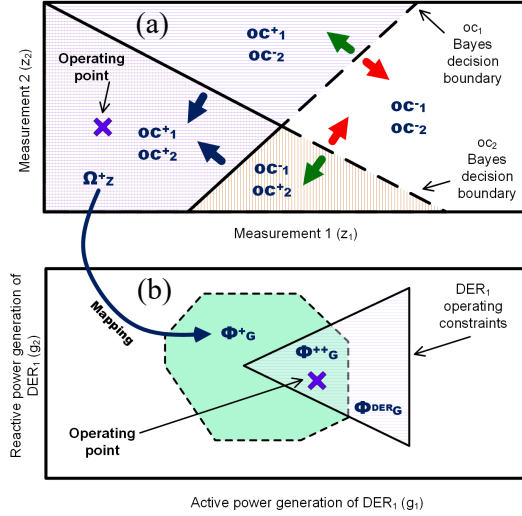 (a)
oc₁
Bayes
decision
boundary
Measurement 2 (z₂)
Operating
point
oc⁺₁
oc⁻₂
oc⁺₁
oc⁺₂
oc⁻₁
oc⁻₂
oc⁻₁
oc⁺₂
Ω⁺z
oc₂
Bayes
decision
boundary
Measurement 1 (z₁)
Mapping
(b)
Reactive power generation of
DER₁ (g₂)
Φ⁺G
Φ⁺⁺G
ΦᴰᴱᴿG
DER₁
operating
constraints
Operating
point
Active power generation of DER₁ (g₁)